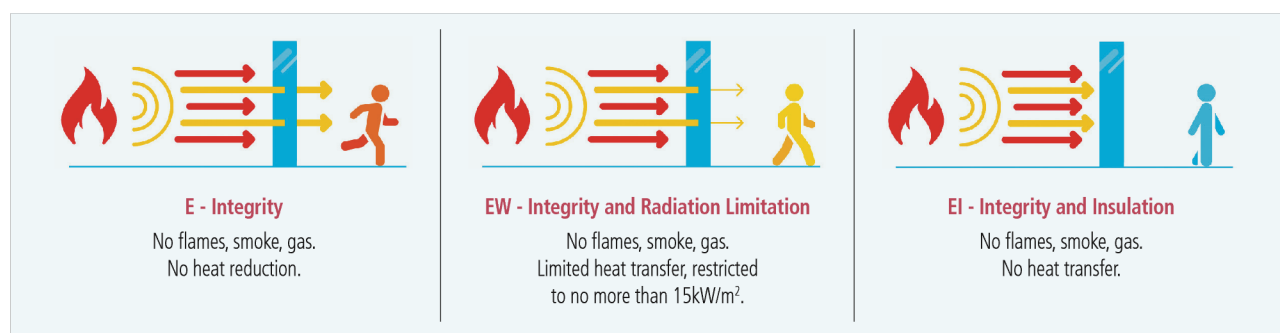 E - Integrity
No flames, smoke, gas.
No heat reduction.
EW - Integrity and Radiation Limitation
No flames, smoke, gas.
Limited heat transfer, restricted
to no more than 15kW/m².
EI - Integrity and Insulation
No flames, smoke, gas.
No heat transfer.